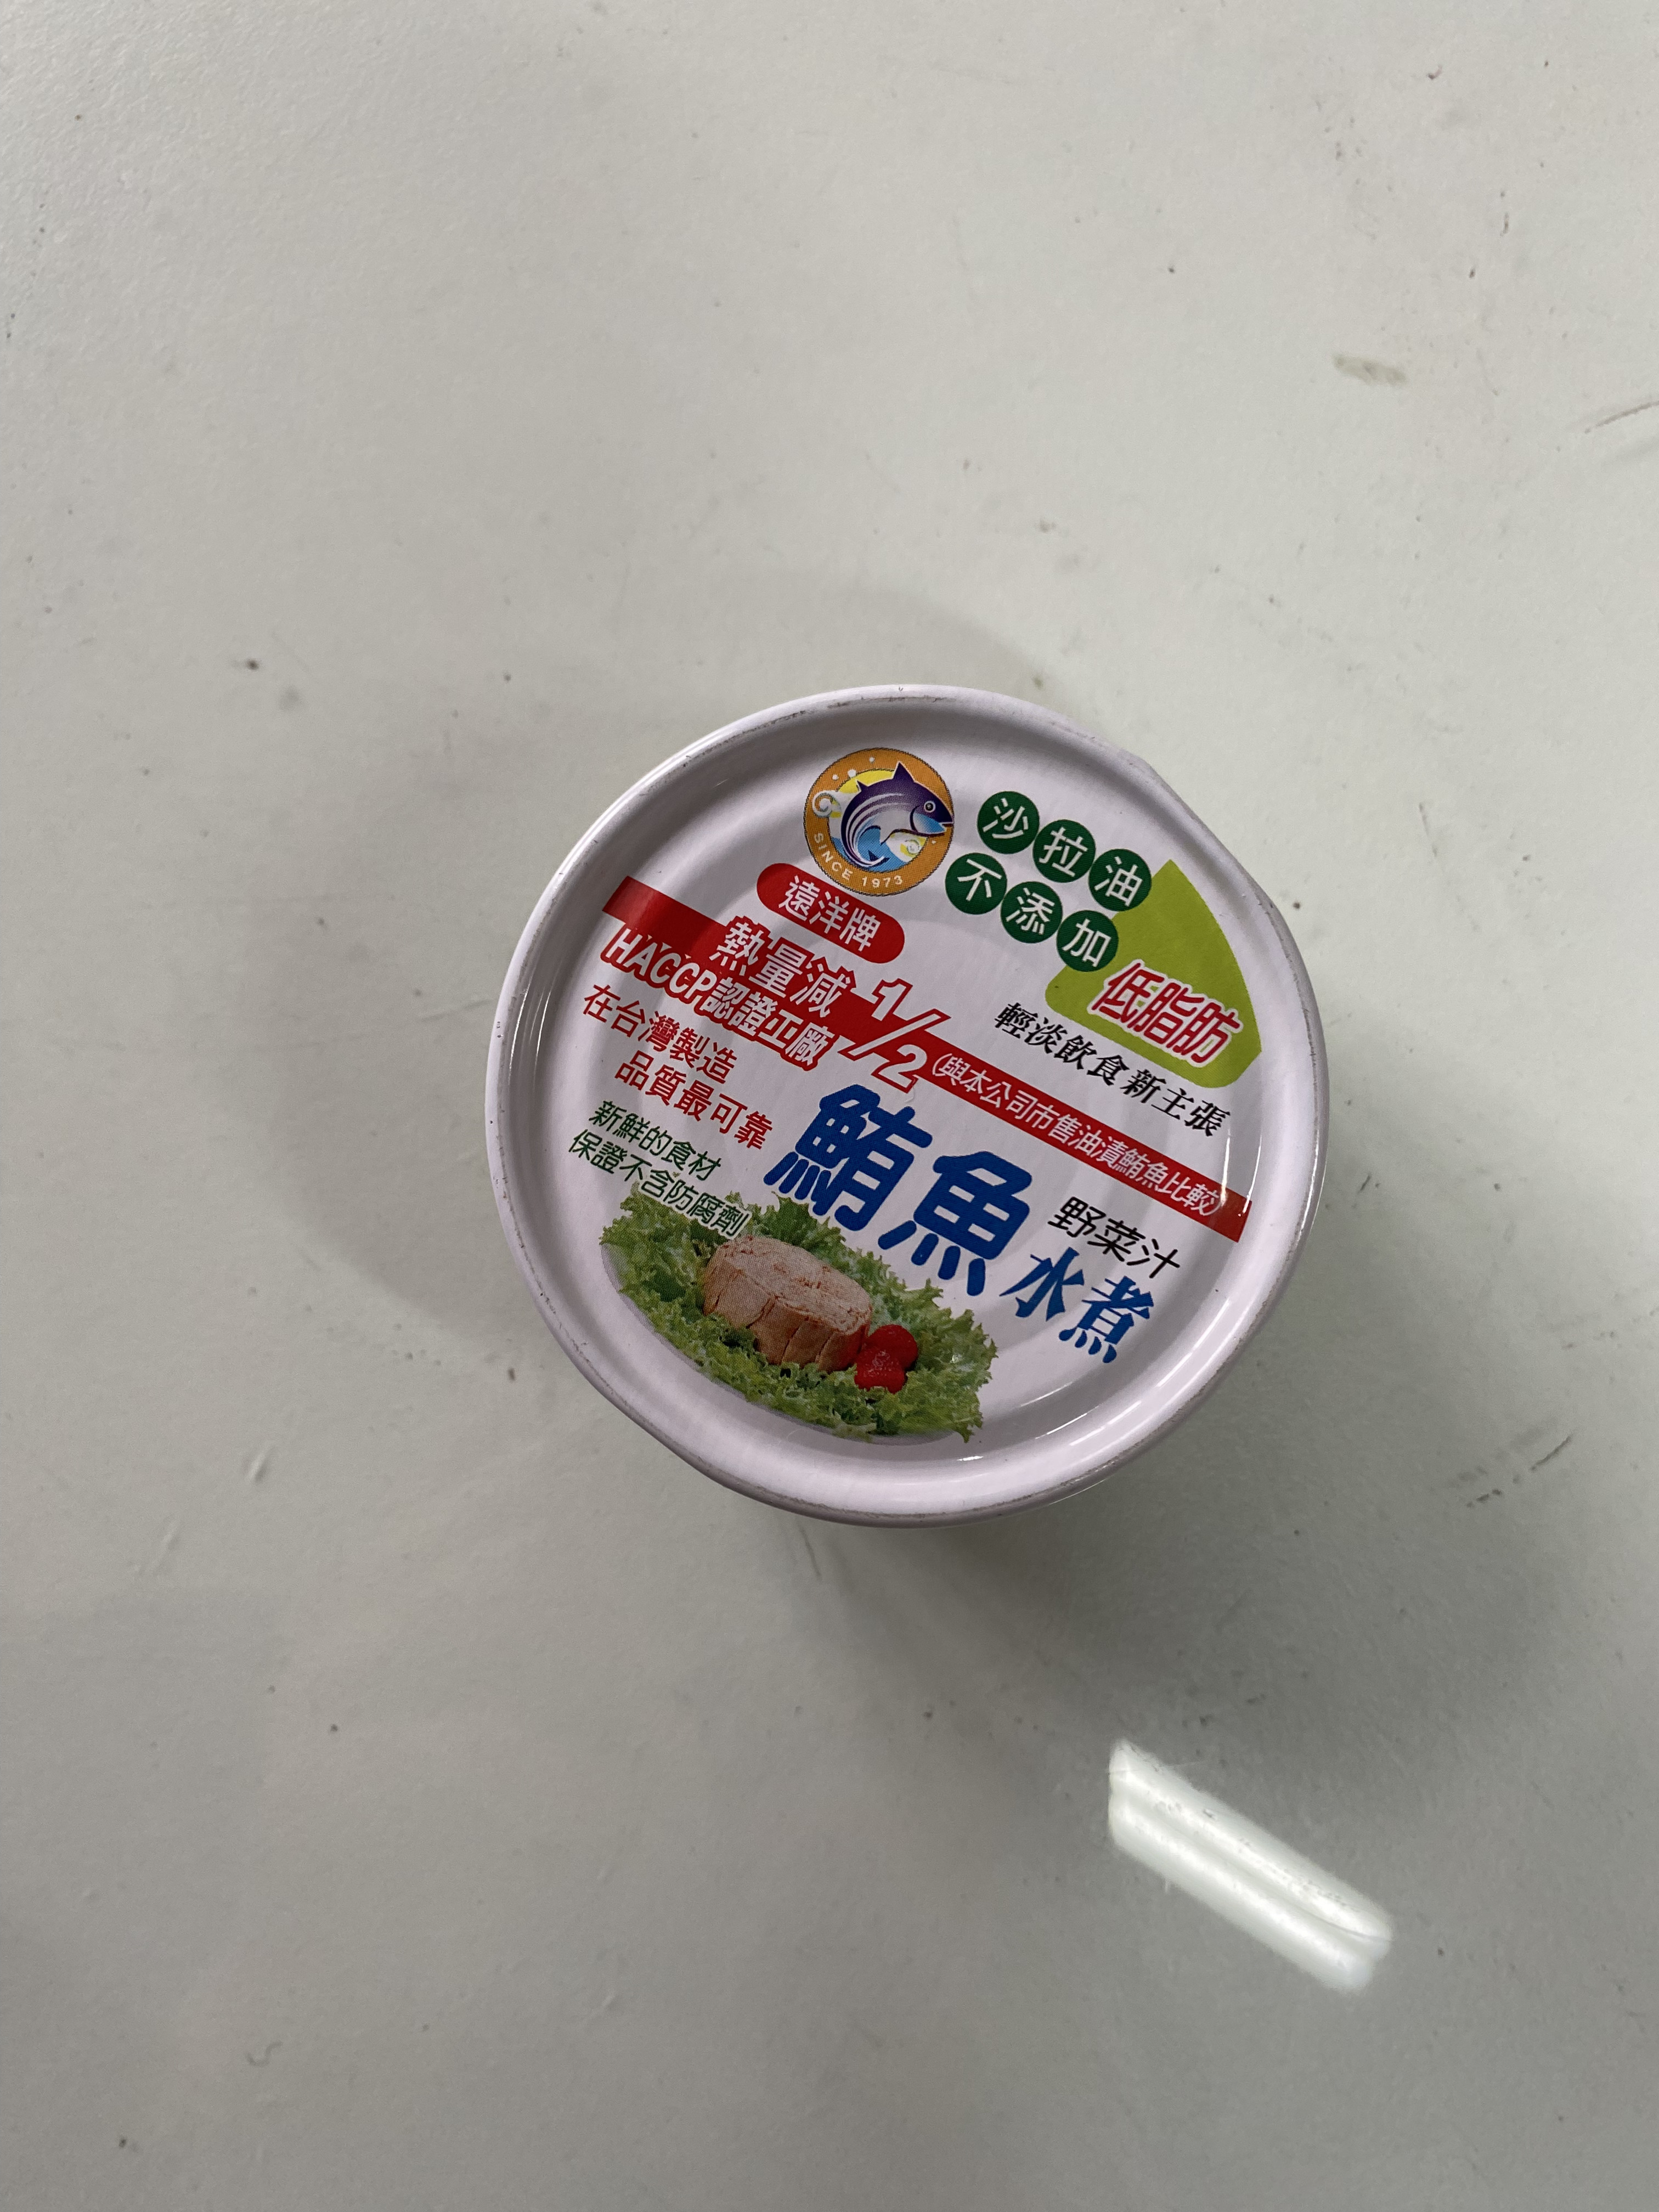 SINCE 1973
沙拉油
不添加
遠洋牌
低脂肪
輕淡飲食新主張
熱量減1/2(與本公司市售油漬鮪魚比較)
HACCP認證工廠
在台灣製造
品質最可靠
新鮮的食材
保證不含防腐劑
鮪魚
野菜汁
水煮